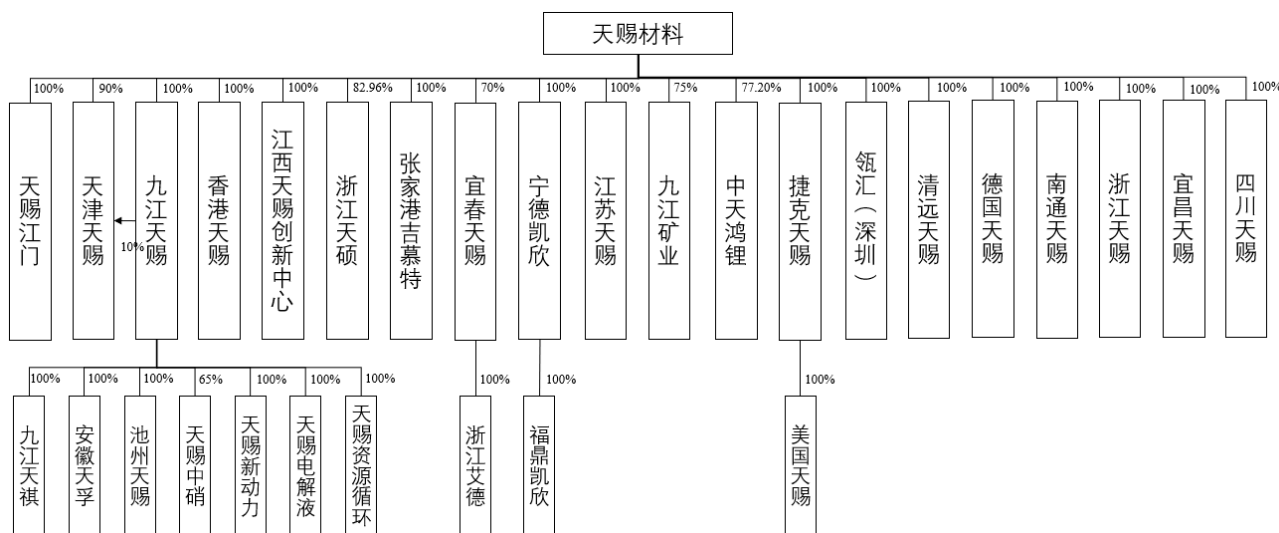 天赐材料
100%
90%
100%
100%
100%
82.96%
100%
70%
100%
100%
75%
77.20%
100%
100%
100%
100%
100%
100%
100%
100%
天赐江门
天津天赐
10%
九江天赐
香港天赐
江西天赐创新中心
浙江天硕
张家港吉慕特
宜春天赐
宁德凯欣
江苏天赐
九江矿业
中天鸿锂
捷克天赐
瓴汇（深圳）
清远天赐
德国天赐
南通天赐
浙江天赐
宜昌天赐
四川天赐
100%
100%
100%
65%
100%
100%
100%
100%
100%
100%
九江天祺
安徽天孚
池州天赐
天赐中硝
天赐新动力
天赐电解液
天赐资源循环
浙江艾德
福鼎凯欣
美国天赐